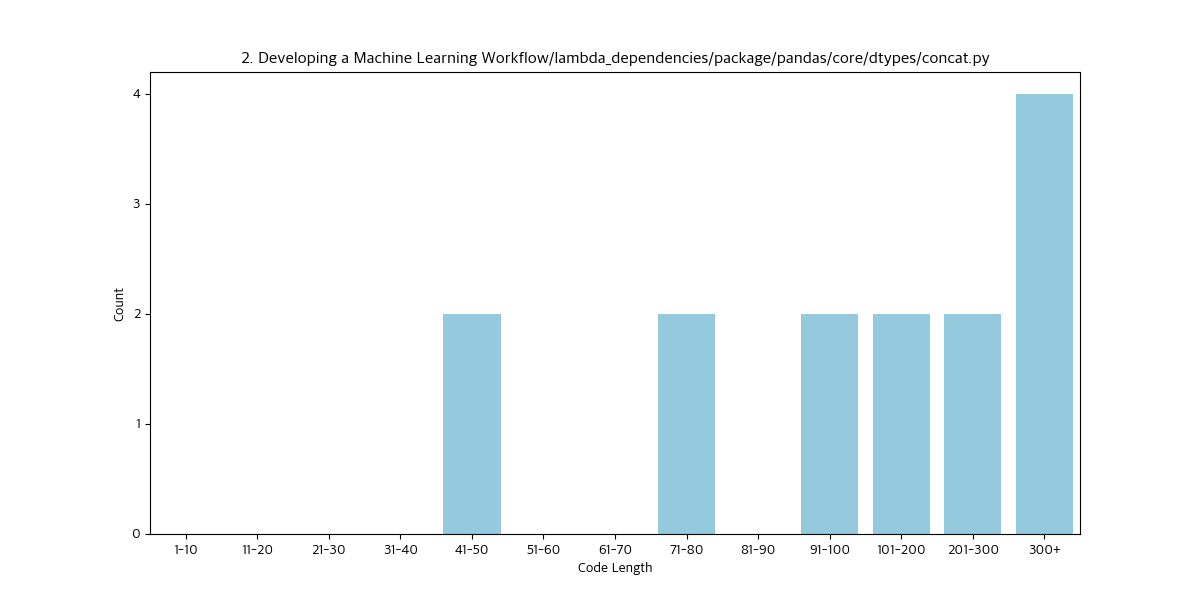 2. Developing a Machine Learning Workflow/lambda_dependencies/package/pandas/core/dtypes/concat.py
4
3
2
1
0
Count
1-10 11-20 21-30 31-40 41-50 51-60 61-70 71-80 81-90 91-100 101-200 201-300 300+
Code Length